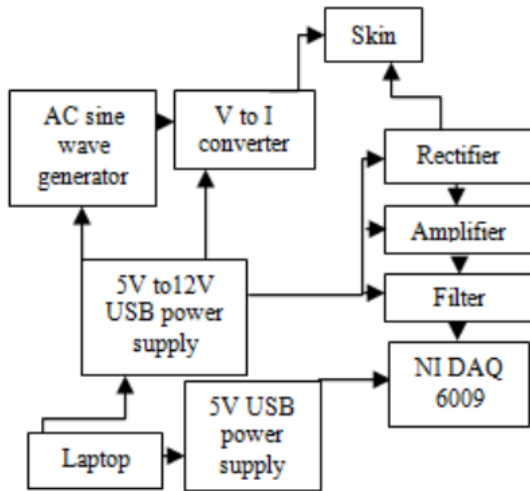 Skin
AC sine
wave
generator
V to I
converter
Rectifier
Amplifier
5V to12V
USB power
supply
Filter
NI DAQ
6009
5V USB
power
supply
Laptop